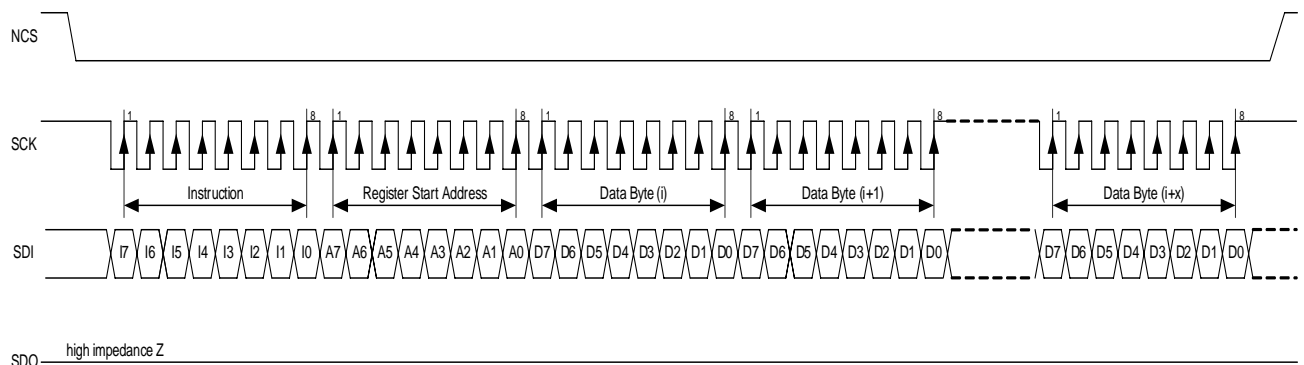 NCS
1 8 1 8 1 8 1 8 1 8
SCK
Instruction Register Start Address Data Byte (i) Data Byte (i+1) Data Byte (i+x)
SDI I7 I6 I5 I4 I3 I2 I1 I0 A7 A6 A5 A4 A3 A2 A1 A0 D7 D6 D5 D4 D3 D2 D1 D0 D7 D6 D5 D4 D3 D2 D1 D0 D7 D6 D5 D4 D3 D2 D1 D0
high impedance Z
SDO